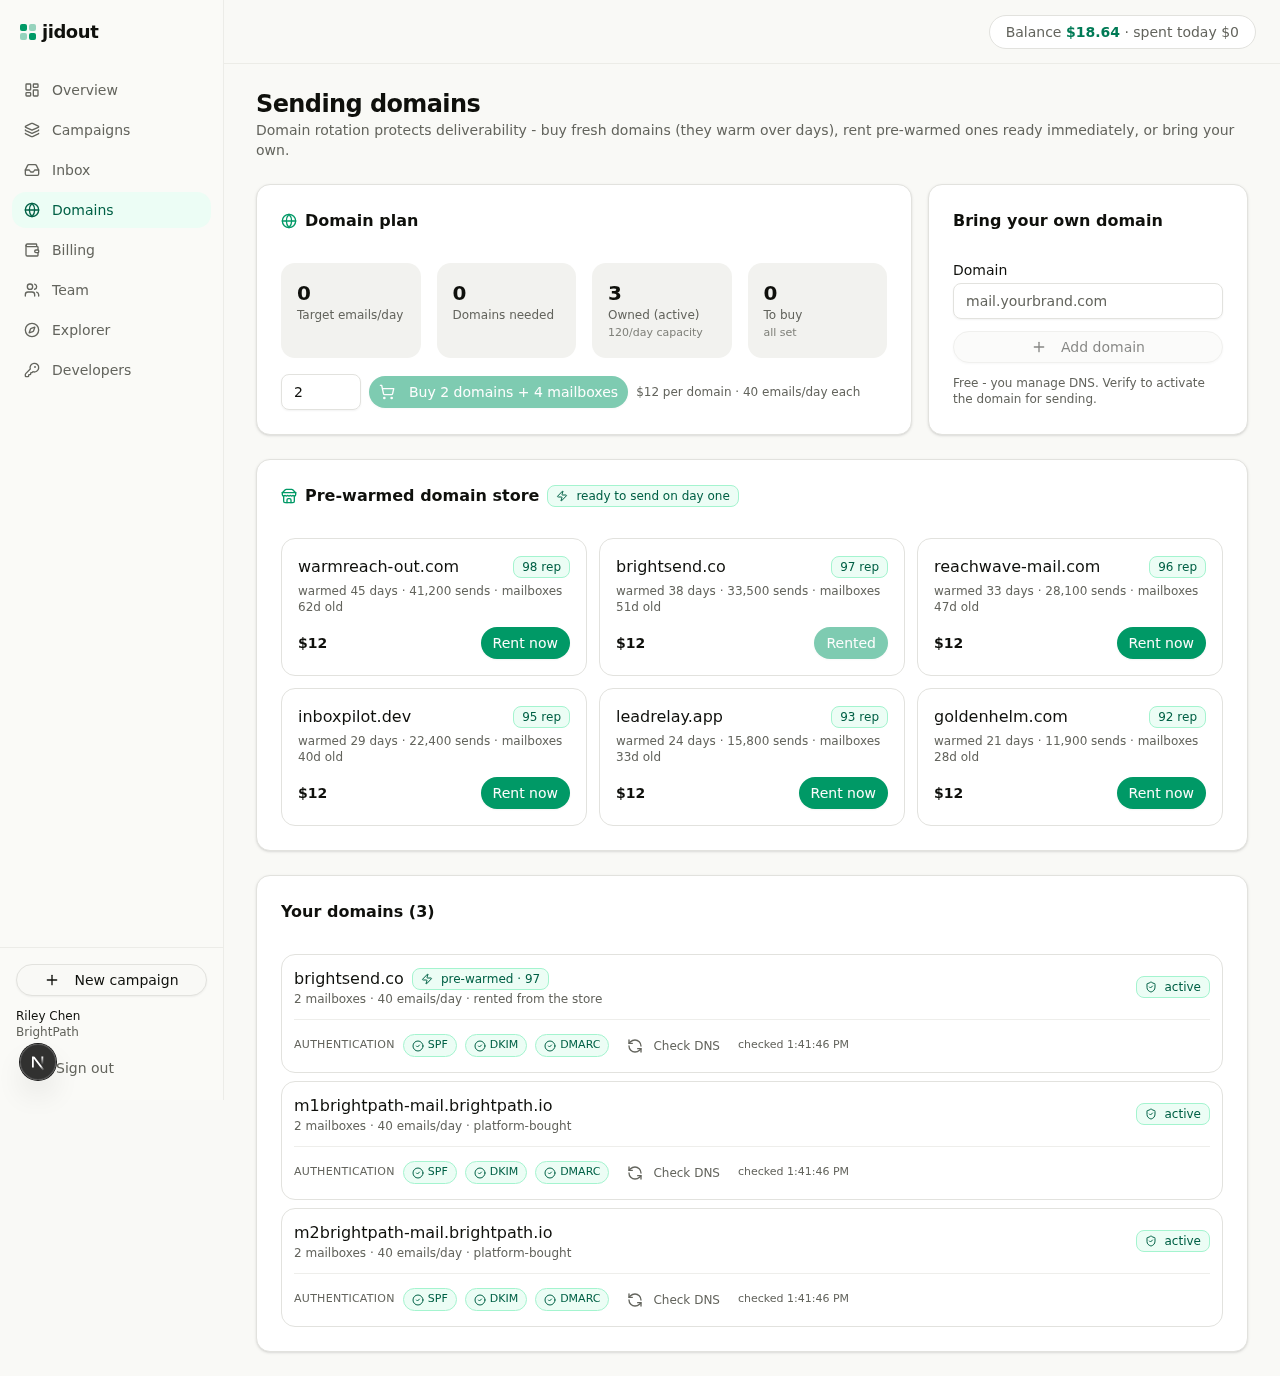 jidout
Balance $18.64 · spent today $0
Overview
Campaigns
Inbox
Domains
Billing
Team
Explorer
Developers
New campaign
Riley Chen
BrightPath
N
Sign out
Sending domains
Domain rotation protects deliverability - buy fresh domains (they warm over days), rent pre-warmed ones ready immediately, or bring your
own.
Domain plan
0
Target emails/day
0
Domains needed
3
Owned (active)
120/day capacity
0
To buy
all set
2
Buy 2 domains + 4 mailboxes
$12 per domain · 40 emails/day each
Bring your own domain
Domain
mail.yourbrand.com
Add domain
Free - you manage DNS. Verify to activate
the domain for sending.
Pre-warmed domain store
ready to send on day one
warmreach-out.com
98 rep
warmed 45 days · 41,200 sends · mailboxes
62d old
$12
Rent now
brightsend.co
97 rep
warmed 38 days · 33,500 sends · mailboxes
51d old
$12
Rented
reachwave-mail.com
96 rep
warmed 33 days · 28,100 sends · mailboxes
47d old
$12
Rent now
inboxpilot.dev
95 rep
warmed 29 days · 22,400 sends · mailboxes
40d old
$12
Rent now
leadrelay.app
93 rep
warmed 24 days · 15,800 sends · mailboxes
33d old
$12
Rent now
goldenhelm.com
92 rep
warmed 21 days · 11,900 sends · mailboxes
28d old
$12
Rent now
Your domains (3)
brightsend.co
pre-warmed · 97
2 mailboxes · 40 emails/day · rented from the store
active
AUTHENTICATION SPF DKIM DMARC Check DNS checked 1:41:46 PM
m1brightpath-mail.brightpath.io
2 mailboxes · 40 emails/day · platform-bought
active
AUTHENTICATION SPF DKIM DMARC Check DNS checked 1:41:46 PM
m2brightpath-mail.brightpath.io
2 mailboxes · 40 emails/day · platform-bought
active
AUTHENTICATION SPF DKIM DMARC Check DNS checked 1:41:46 PM